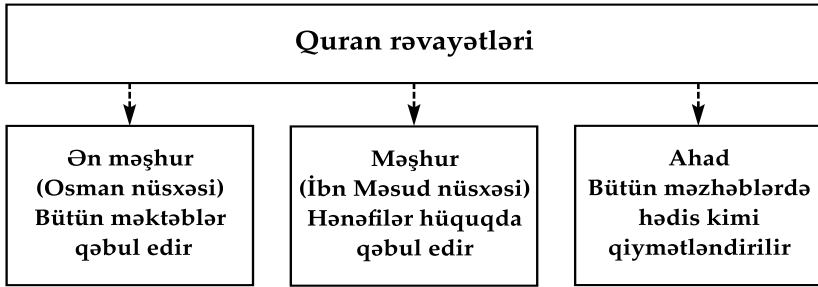 Quran rəvayətləri
Ən məşhur
(Osman nüsxəsi)
Bütün məktəblər
qəbul edir
Məşhur
(İbn Məsud nüsxəsi)
Hənəfilər hüquqda
qəbul edir
Ahad
Bütün məzhəblərdə
hədis kimi
qiymətləndirilir